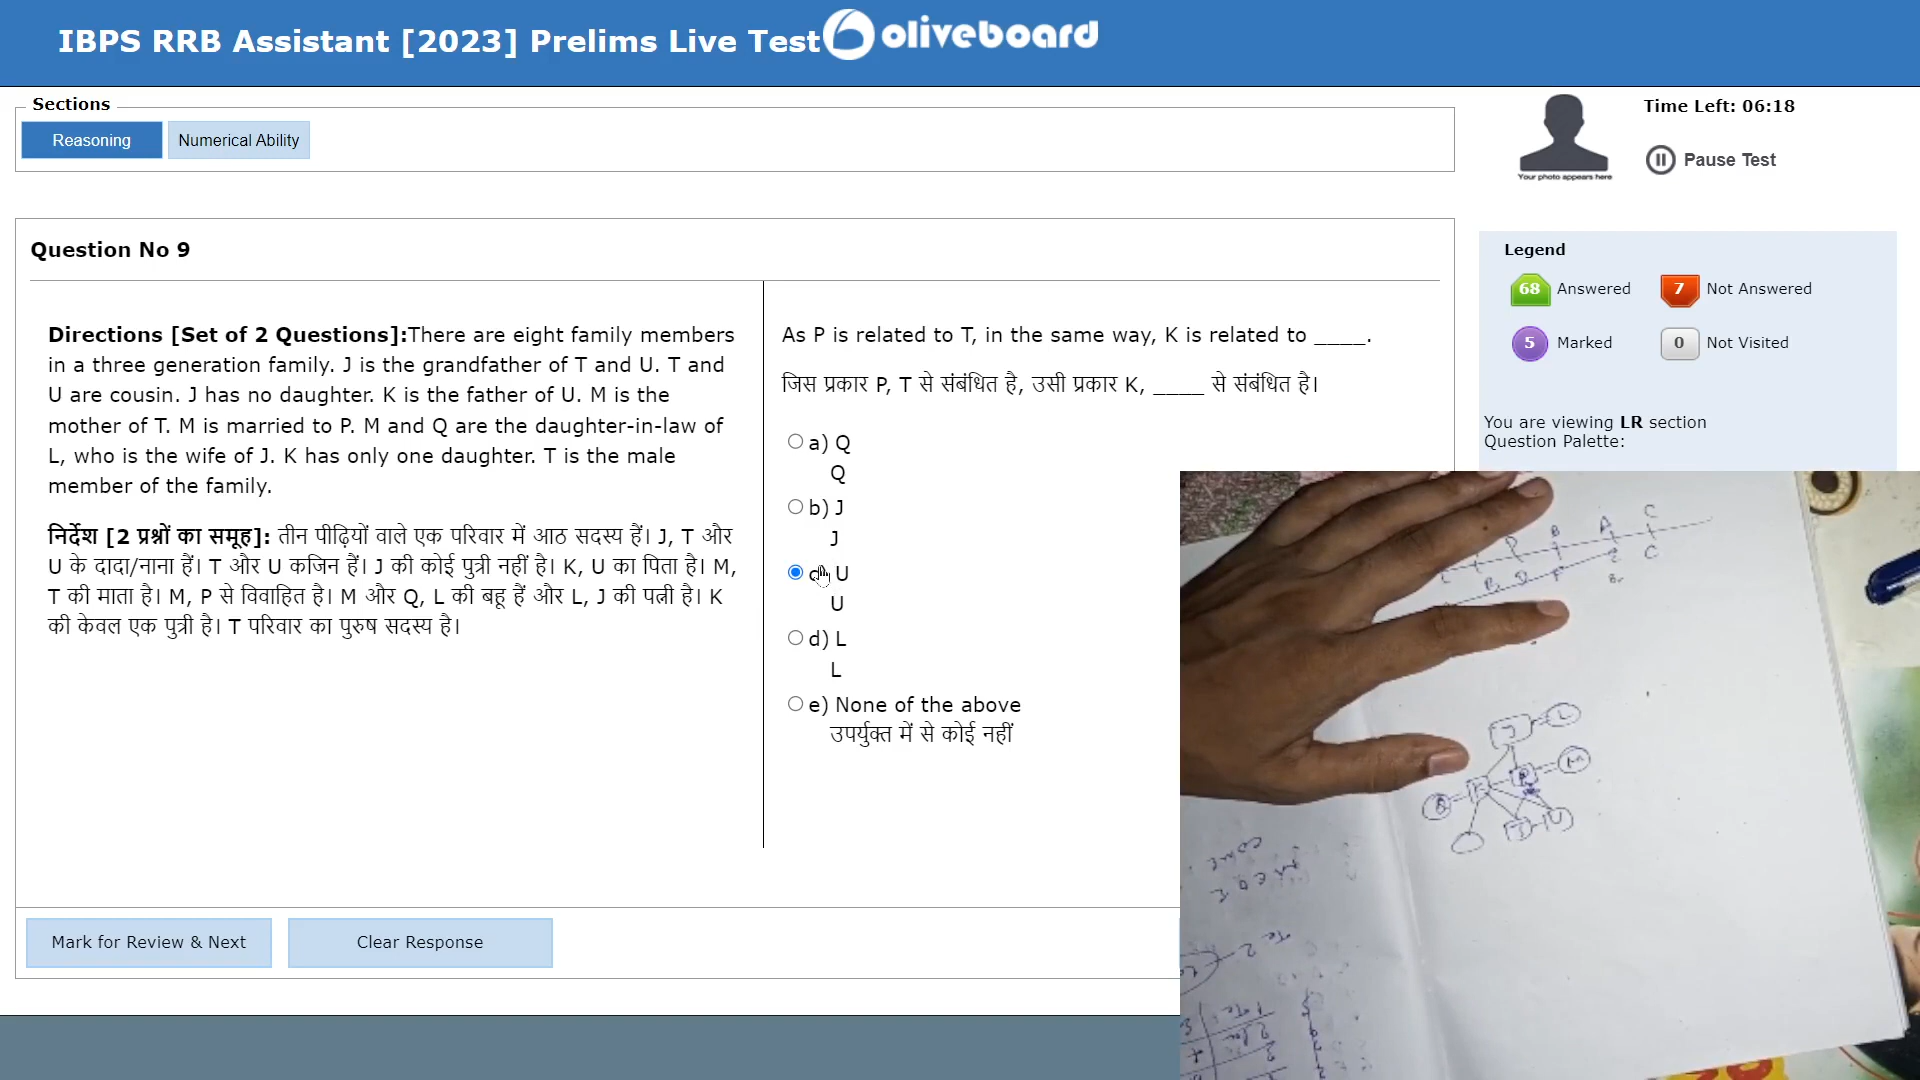 IBPS RRB Assistant [2023] Prelims Live Test oliveboard
Sections
Reasoning
Numerical Ability
Your photo appears here
Time Left: 06:18
Pause Test
Question No 9
Directions [Set of 2 Questions]:There are eight family members
in a three generation family. J is the grandfather of T and U. T and
U are cousin. J has no daughter. K is the father of U. M is the
mother of T. M is married to P. M and Q are the daughter-in-law of
L, who is the wife of J. K has only one daughter. T is the male
member of the family.
निर्देश [2 प्रश्नों का समूह]: तीन पीढ़ियों वाले एक परिवार में आठ सदस्य हैं। J, T और
U के दादा/नाना हैं। T और U कजिन हैं। J की कोई पुत्री नहीं है। K, U का पिता है। M,
T की माता है। M, P से विवाहित है। M और Q, L की बहू हैं और L, J की पत्नी है। K
की केवल एक पुत्री है। T परिवार का पुरुष सदस्य है।
As P is related to T, in the same way, K is related to ____.
जिस प्रकार P, T से संबंधित है, उसी प्रकार K, ____ से संबंधित है।
a) Q
Q
b) J
J
c) U
U
d) L
L
e) None of the above
उपर्युक्त में से कोई नहीं
Mark for Review & Next
Clear Response
Legend
68 Answered
7 Not Answered
5 Marked
0 Not Visited
You are viewing LR section
Question Palette:
B A C
C
J L
Q K P M
T U